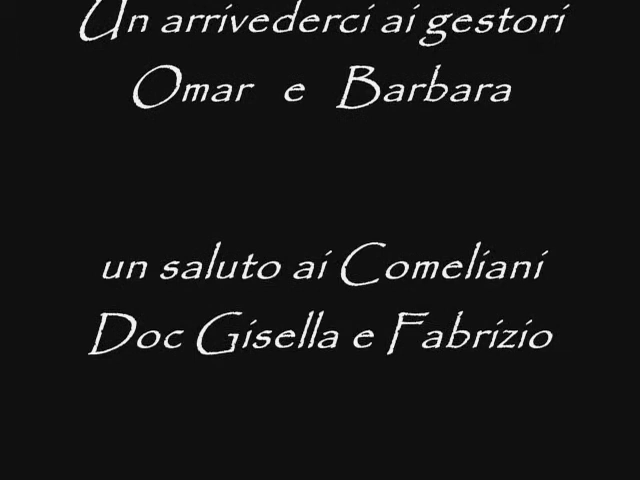 Un arrivederci ai gestori
Omar e Barbara
un saluto ai Comeliani
Doc Gisella e Fabrizio